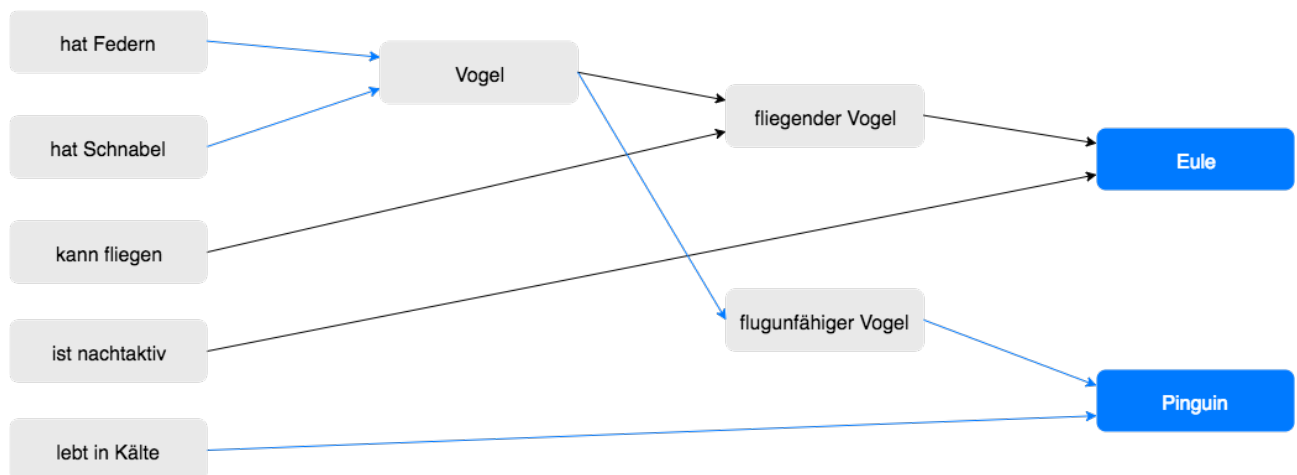 hat Federn
Vogel
hat Schnabel
fliegender Vogel
Eule
kann fliegen
ist nachtaktiv
flugunfähiger Vogel
Pinguin
lebt in Kälte